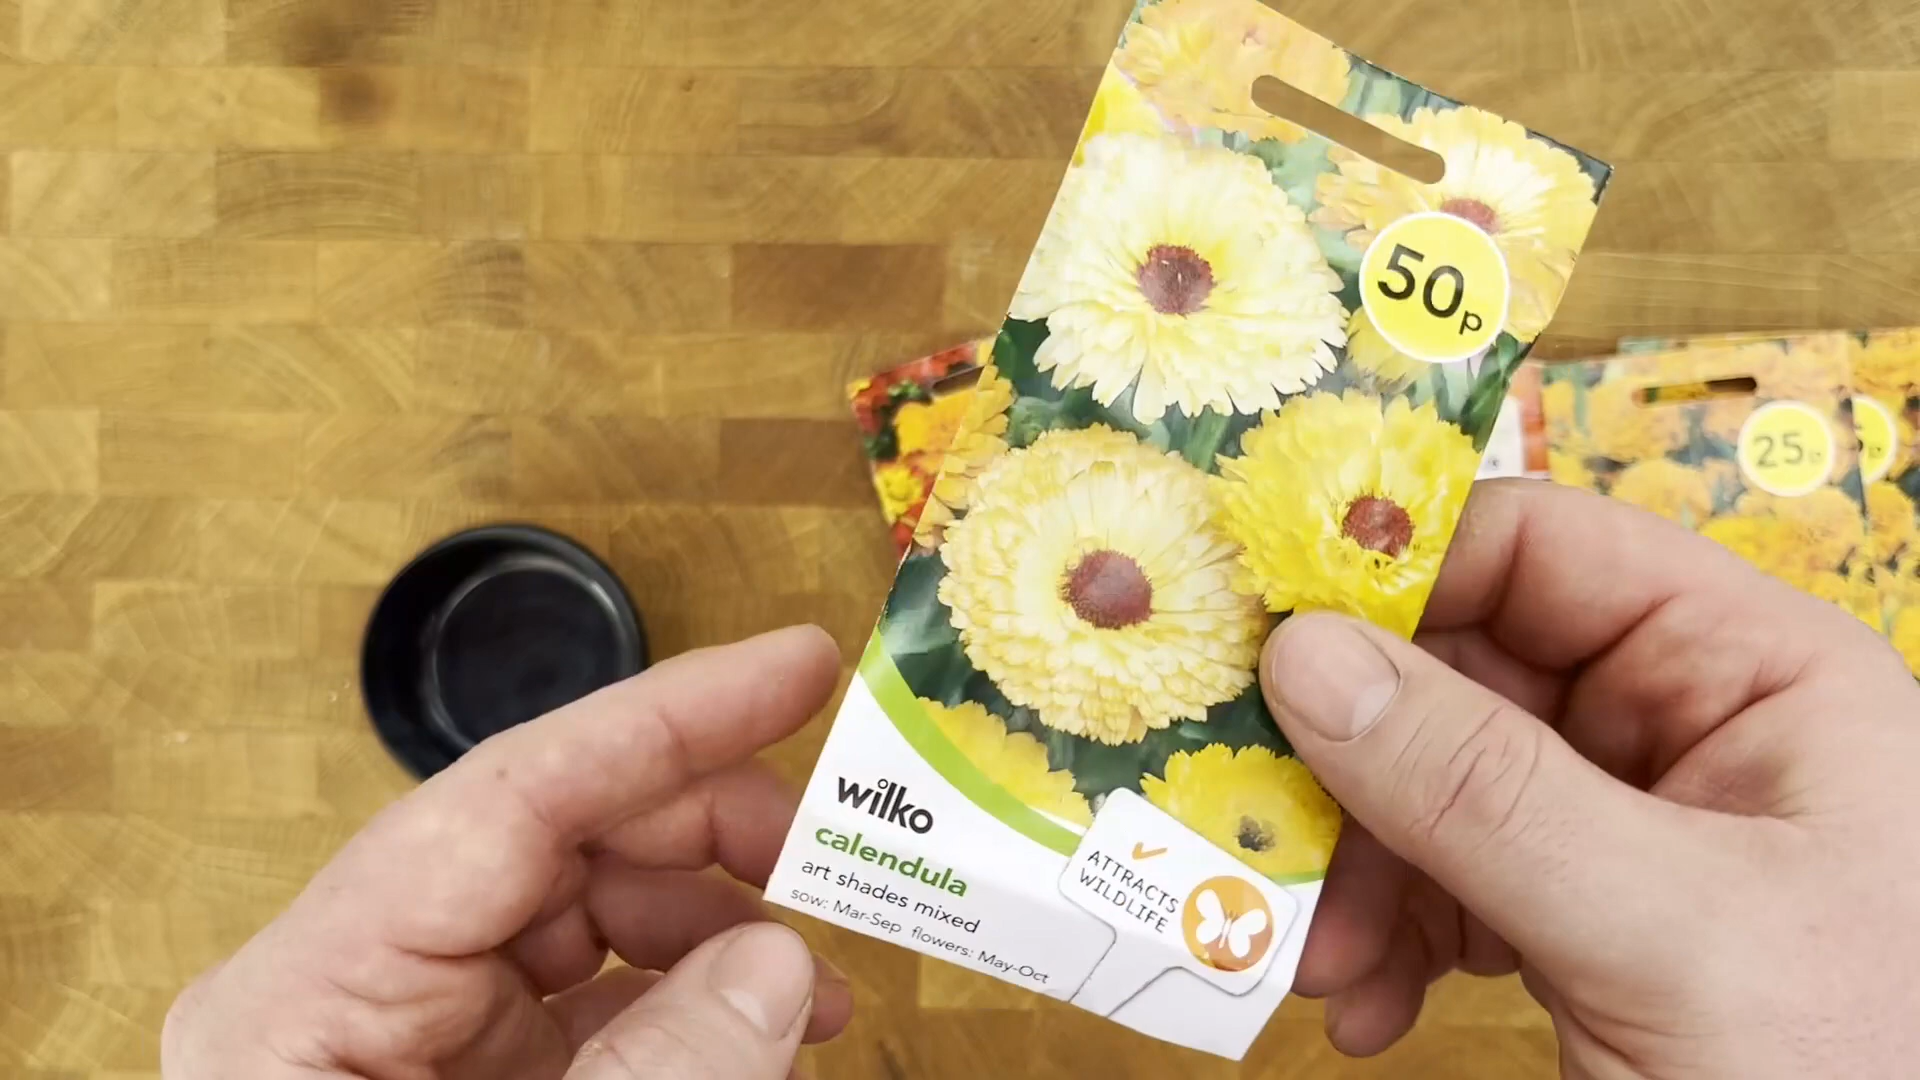 50p
25p
wilko
calendula
art shades mixed
sow: Mar-Sep flowers: May-Oct
ATTRACTS
WILDLIFE